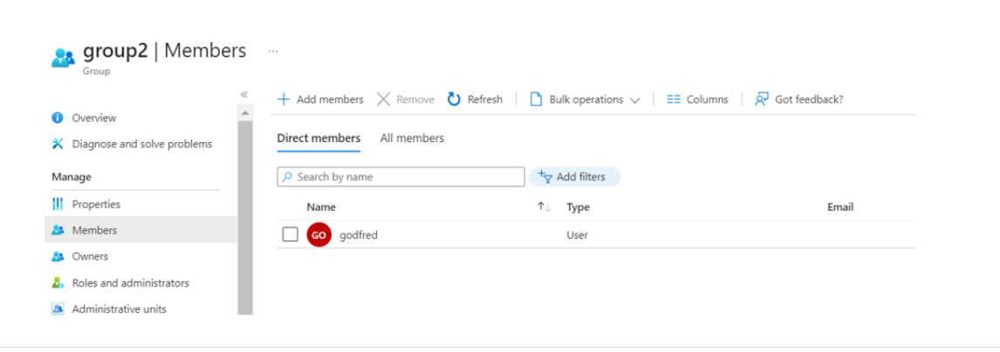 group2 | Members ...
Group
«
Overview
Diagnose and solve problems
Manage
Properties
Members
Owners
Roles and administrators
Administrative units
+ Add members Remove Refresh | Bulk operations | Columns | Got feedback?
Direct members All members
Search by name Add filters
Name ↑↓ Type Email
GO godfred User